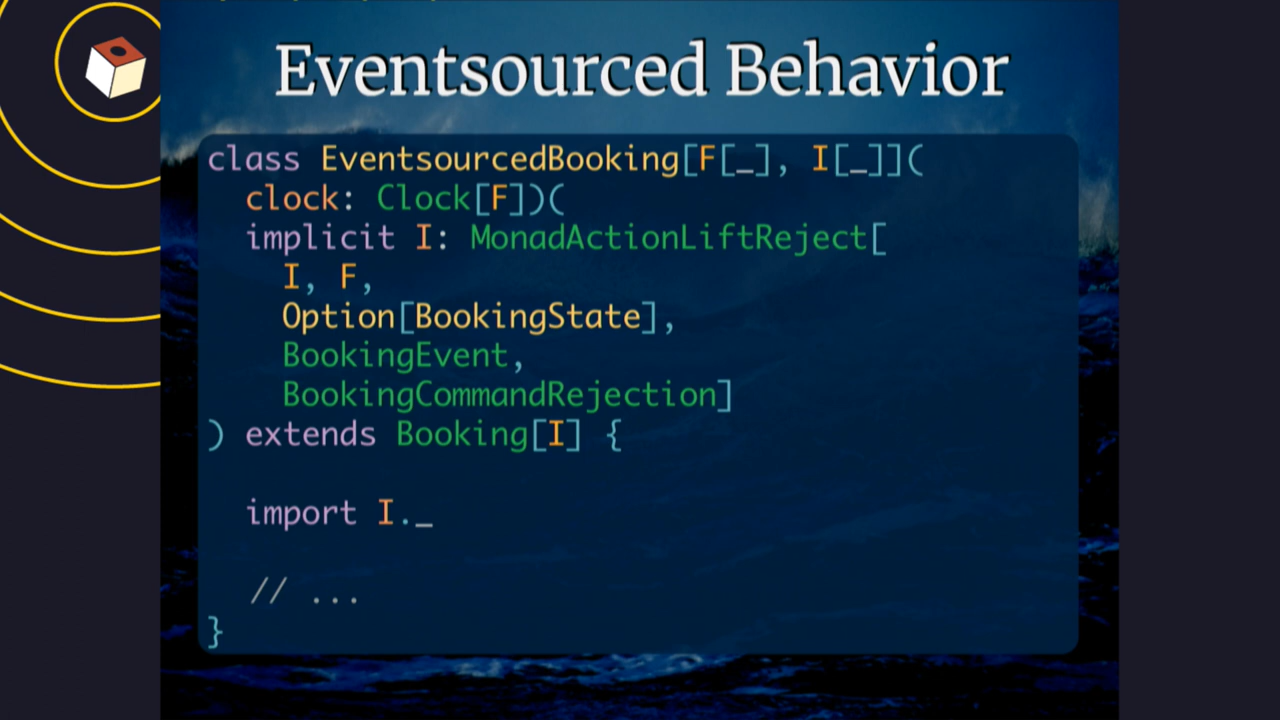 Eventsourced Behavior
class EventsourcedBooking[F[_], I[_]](
clock: Clock[F])(
implicit I: MonadActionLiftReject[
I, F,
Option[BookingState],
BookingEvent,
BookingCommandRejection]
) extends Booking[I] {
import I._
// ...
}